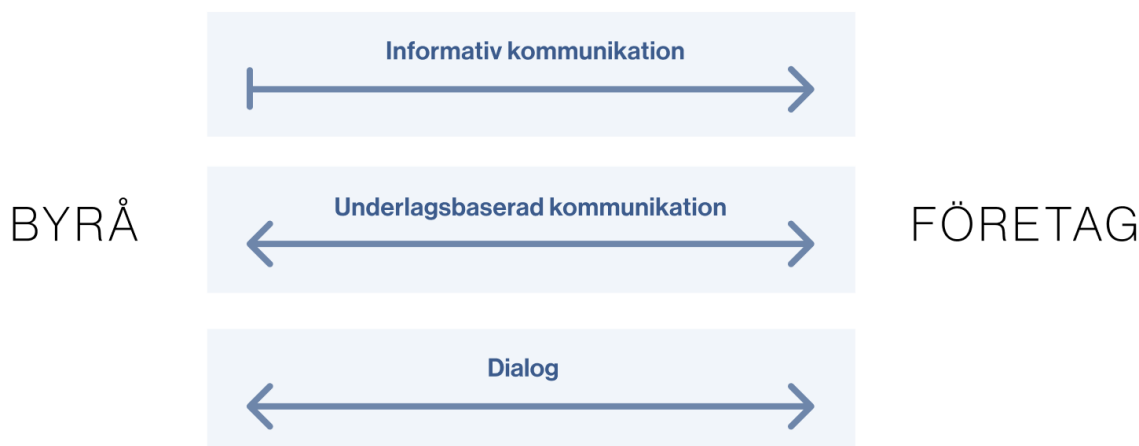 Informativ kommunikation
BYRÅ
Underlagsbaserad kommunikation
FÖRETAG
Dialog